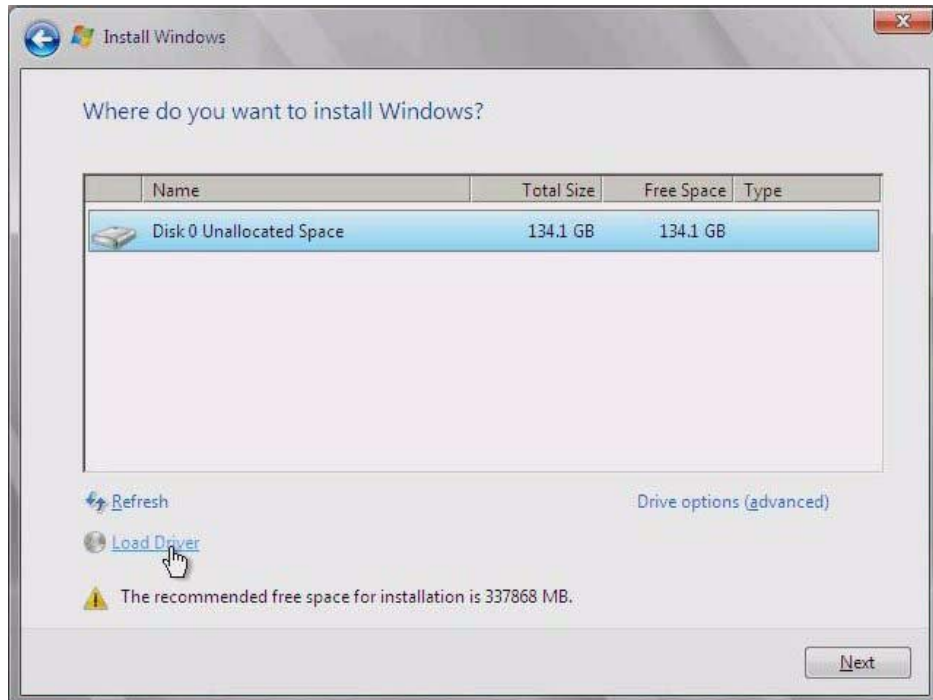 Install Windows
Where do you want to install Windows?
Name Total Size Free Space Type
Disk 0 Unallocated Space 134.1 GB 134.1 GB
Refresh Drive options (advanced)
Load Driver
The recommended free space for installation is 337868 MB.
Next